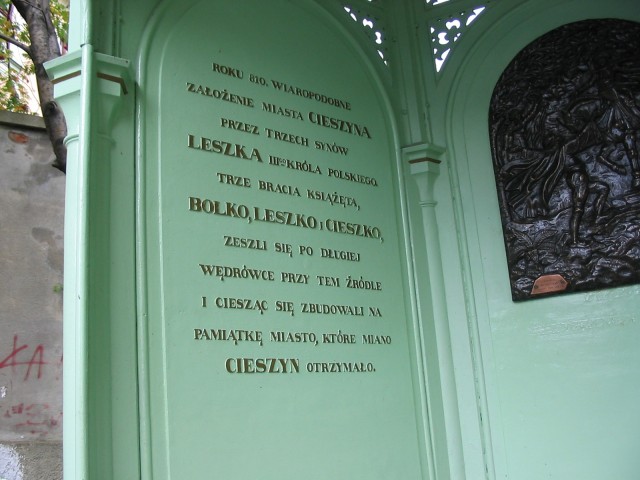 ROKU 810. WIAROPODOBNE
ZAŁOŻENIE MIASTA CIESZYNA
PRZEZ TRZECH SYNÓW
LESZKA IIIGO KRÓLA POLSKIEGO.
TRZE BRACIA KSIĄŻĘTA,
BOLKO, LESZKO I CIESZKO,
ZESZLI SIĘ PO DŁUGIEJ
WĘDRÓWCE PRZY TEM ŹRÓDLE
I CIESZĄC SIĘ ZBUDOWALI NA
PAMIĄTKĘ MIASTO, KTÓRE MIANO
CIESZYN OTRZYMAŁO.